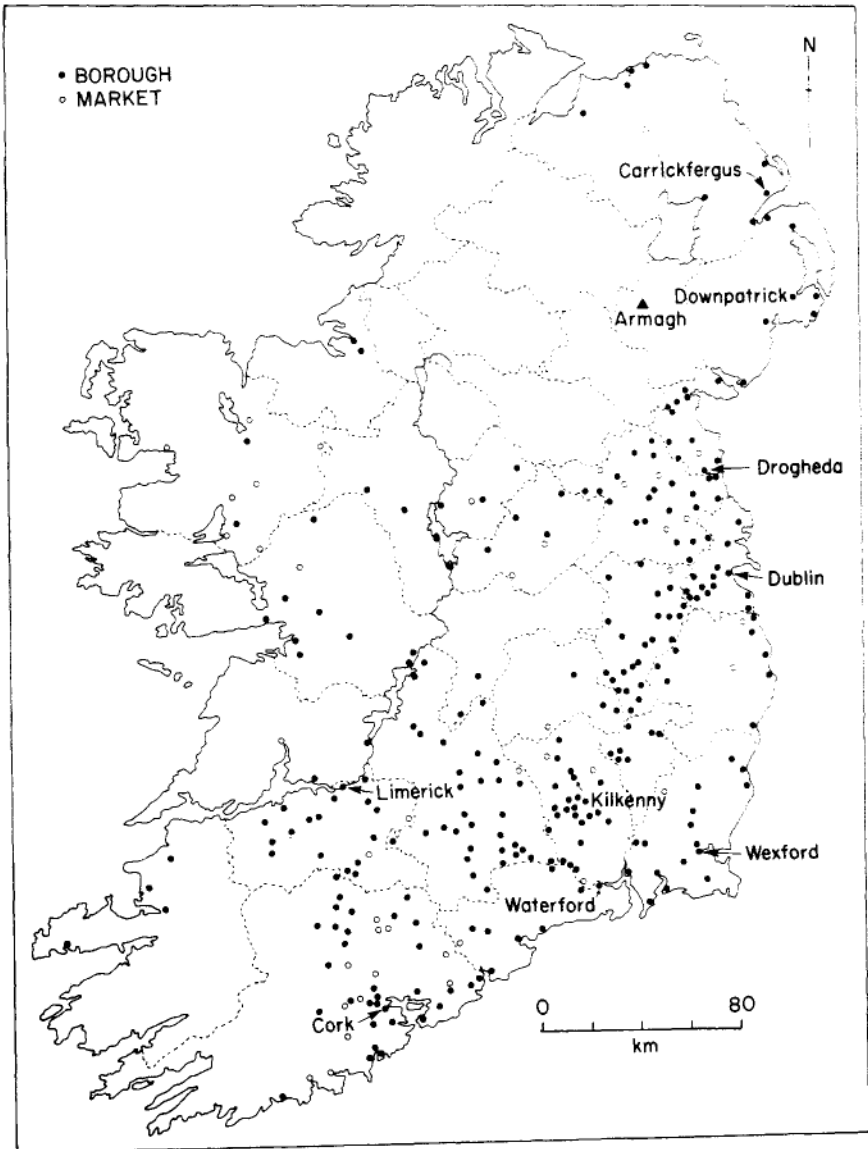 • BOROUGH
○ MARKET
N
Carrickfergus
Downpatrick
Armagh
Drogheda
Dublin
Limerick
Kilkenny
Wexford
Waterford
Cork
0 80
km